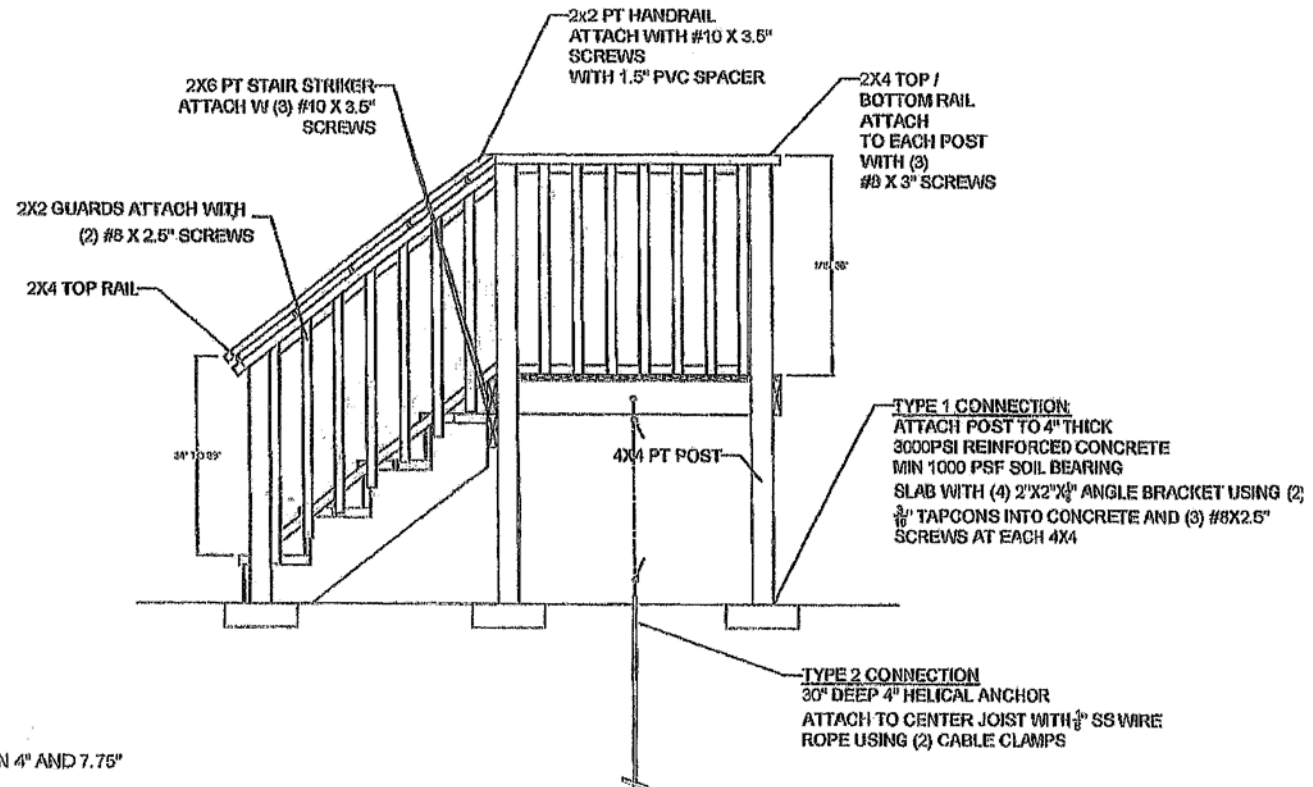 2x2 PT HANDRAIL
ATTACH WITH #10 X 3.5"
SCREWS
WITH 1.5" PVC SPACER
2X6 PT STAIR STRIKER
ATTACH W (3) #10 X 3.5"
SCREWS
2X4 TOP /
BOTTOM RAIL
ATTACH
TO EACH POST
WITH (3)
#8 X 3" SCREWS
2X2 GUARDS ATTACH WITH
(2) #8 X 2.5" SCREWS
2X4 TOP RAIL
34" TO 39"
4X4 PT POST
TYPE 1 CONNECTION:
ATTACH POST TO 4" THICK
3000PSI REINFORCED CONCRETE
MIN 1000 PSF SOIL BEARING
SLAB WITH (4) 2"X2"X ANGLE BRACKET USING (2)
TAPCONS INTO CONCRETE AND (3) #8X2.5"
SCREWS AT EACH 4X4
TYPE 2 CONNECTION
30" DEEP 4" HELICAL ANCHOR
ATTACH TO CENTER JOIST WITH SS WIRE
ROPE USING (2) CABLE CLAMPS
N 4" AND 7.75"